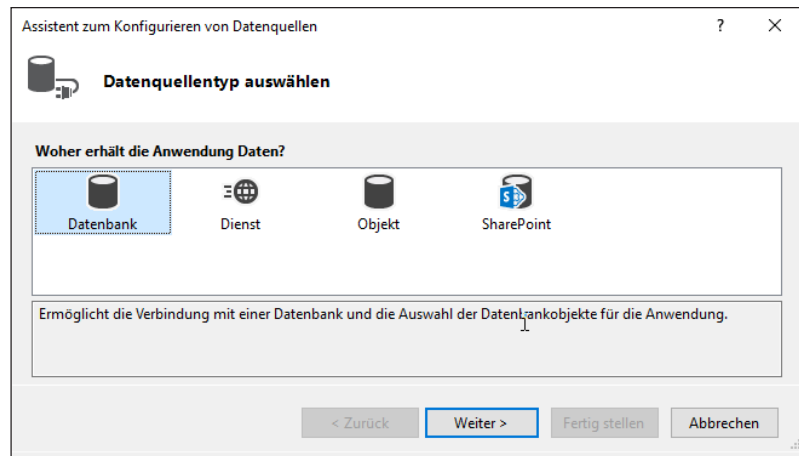 Assistent zum Konfigurieren von Datenquellen
?
Datenquellentyp auswählen
Woher erhält die Anwendung Daten?
Datenbank Dienst Objekt SharePoint
Ermöglicht die Verbindung mit einer Datenbank und die Auswahl der Datenbankobjekte für die Anwendung.
< Zurück Weiter > Fertig stellen Abbrechen